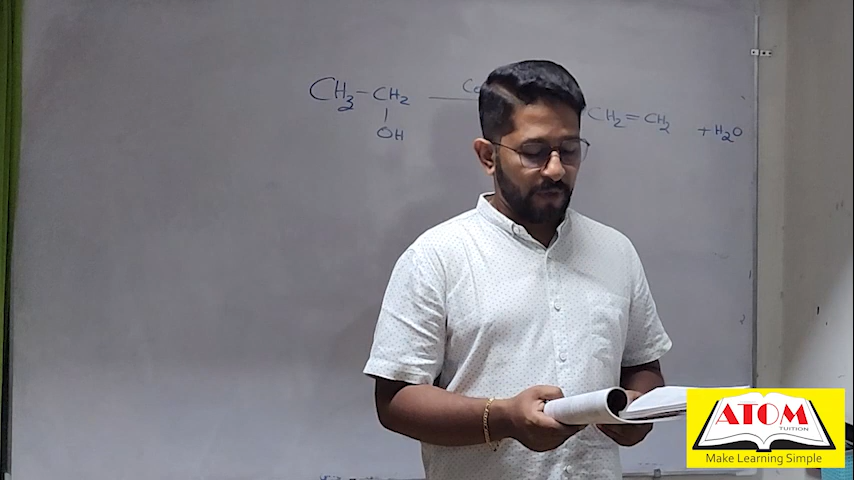 CH₃-CH₂ ⟶ CH₂=CH₂ + H₂O
OH
ATOM
TUITION
Make Learning Simple